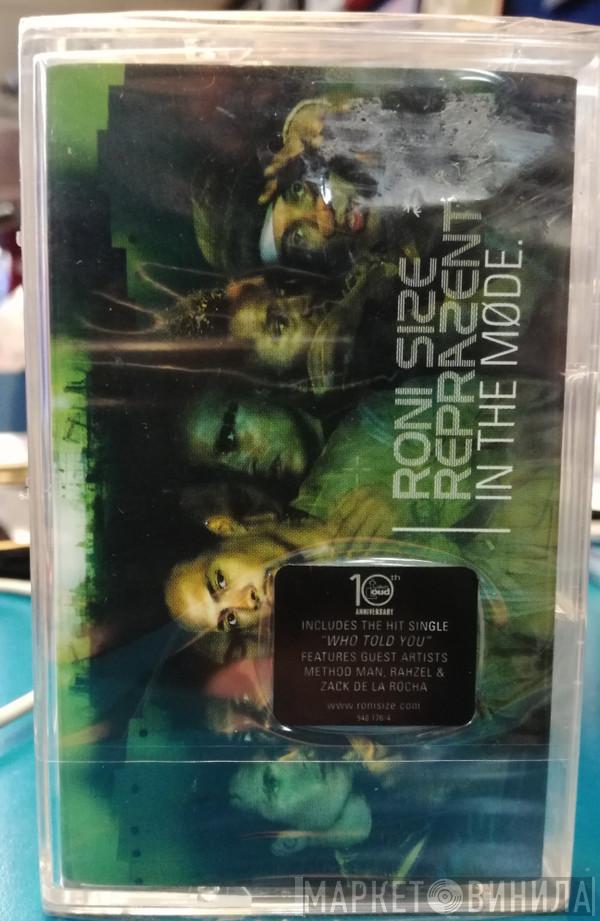 RONI SIZE
REPRAZENT
IN THE MØDE.
10th
loud
ANNIVERSARY
INCLUDES THE HIT SINGLE
"WHO TOLD YOU"
FEATURES GUEST ARTISTS
METHOD MAN, RAHZEL &
ZACK DE LA ROCHA
www.ronisize.com
548 176-4
МАРКЕТ ВИНИЛА